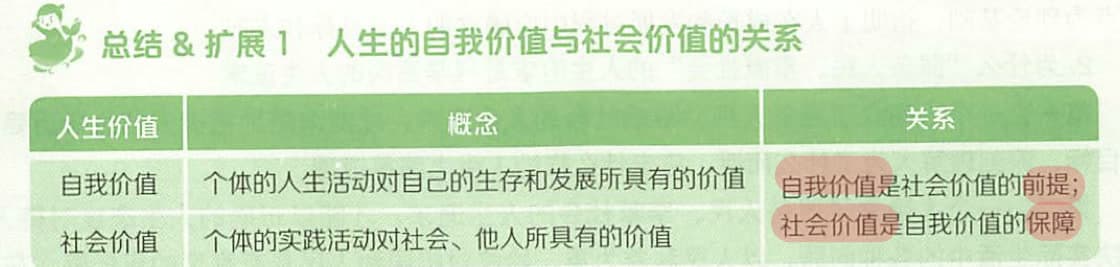 总结 & 扩展 1 人生的自我价值与社会价值的关系
人生价值 概念 关系
自我价值 个体的人生活动对自己的生存和发展所具有的价值 自我价值是社会价值的前提;
社会价值 个体的实践活动对社会、他人所具有的价值 社会价值是自我价值的保障